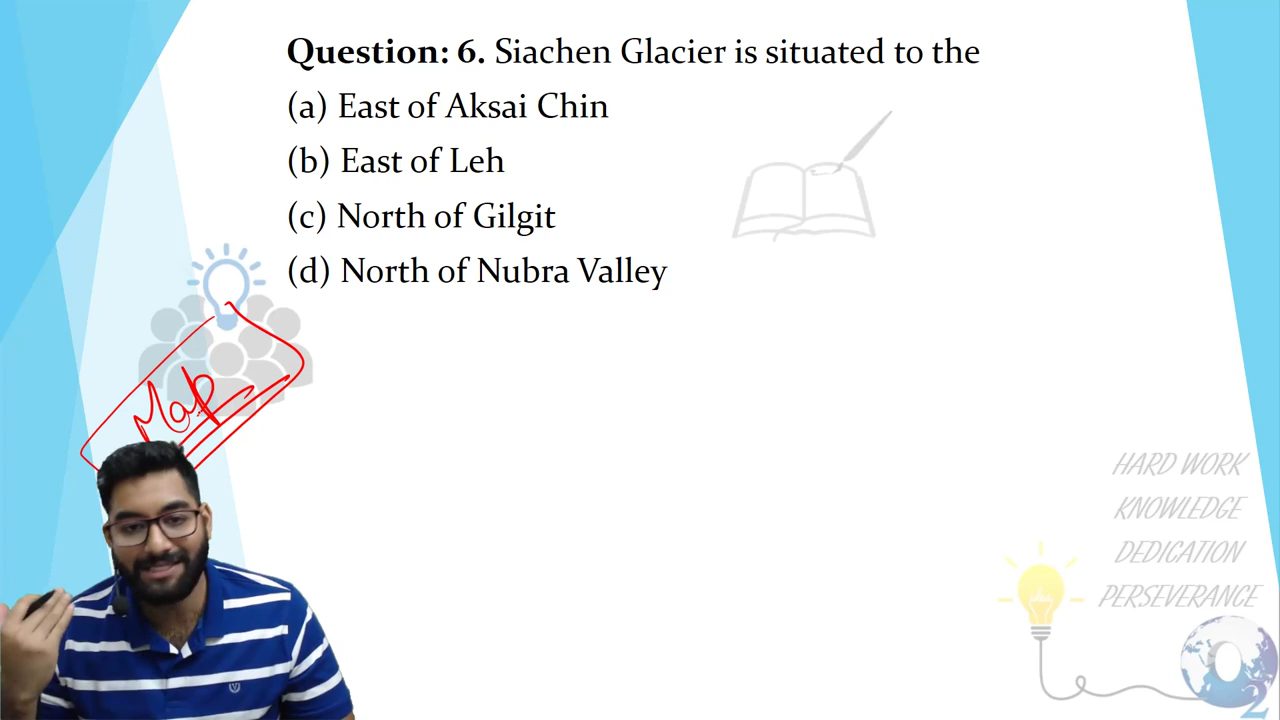 Question: 6. Siachen Glacier is situated to the
(a) East of Aksai Chin
(b) East of Leh
(c) North of Gilgit
(d) North of Nubra Valley
Map
HARD WORK
KNOWLEDGE
DEDICATION
PERSEVERANCE
O2